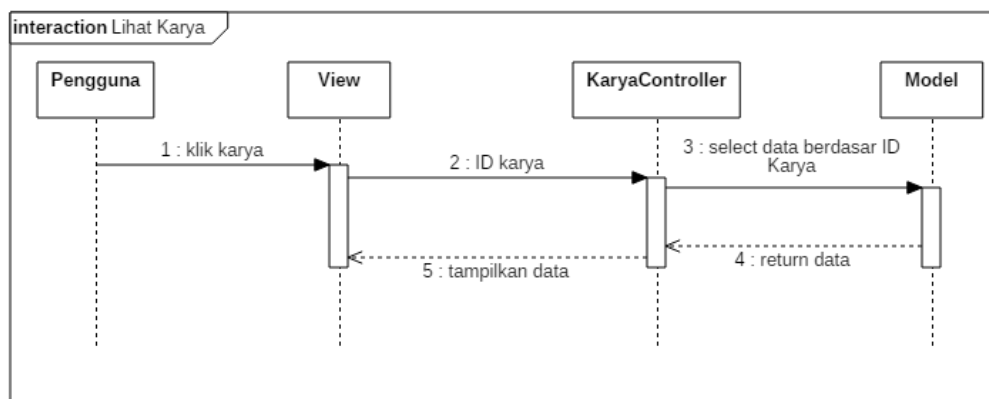 interaction Lihat Karya
Pengguna
View
KaryaController
Model
1 : klik karya
2 : ID karya
3 : select data berdasar ID
Karya
4 : return data
5 : tampilkan data